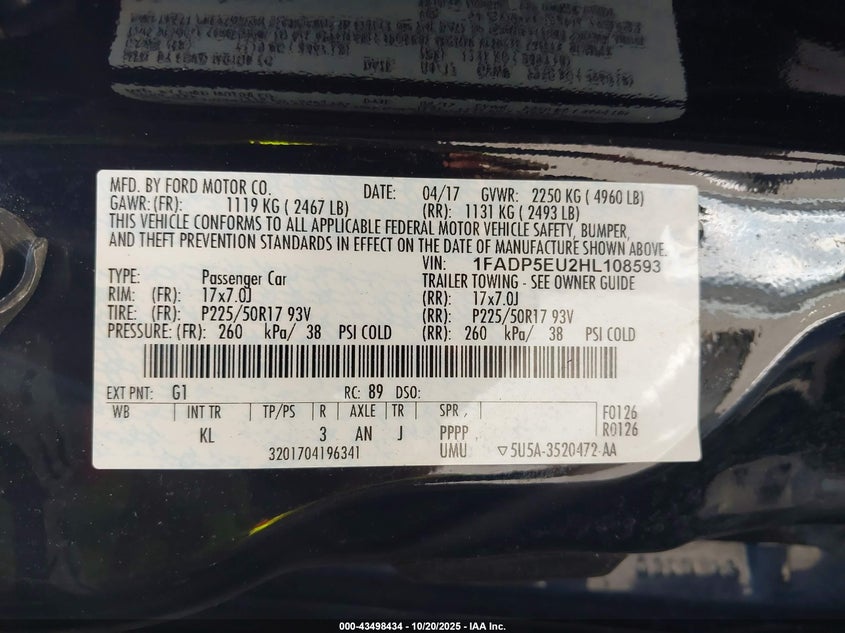 MFD. BY FORD MOTOR CO. DATE: 04/17 GVWR: 2250 KG ( 4960 LB)
GAWR:(FR): 1119 KG ( 2467 LB) (RR): 1131 KG ( 2493 LB)
THIS VEHICLE CONFORMS TO ALL APPLICABLE FEDERAL MOTOR VEHICLE SAFETY, BUMPER,
AND THEFT PREVENTION STANDARDS IN EFFECT ON THE DATE OF MANUFACTURE SHOWN ABOVE.
VIN: 1FADP5EU2HL108593
TYPE: Passenger Car TRAILER TOWING - SEE OWNER GUIDE
RIM: (FR): 17x7.0J (RR): 17x7.0J
TIRE: (FR): P225/50R17 93V (RR): P225/50R17 93V
PRESSURE: (FR): 260 kPa/ 38 PSI COLD (RR): 260 kPa/ 38 PSI COLD
EXT PNT: G1 RC: 89 DSO:
WB INT TR TP/PS R AXLE TR SPR F0126
KL 3 AN J PPPP R0126
3201704196341 UMU ▽5U5A-3520472-AA
000-43498434 - 10/20/2025 - IAA Inc.